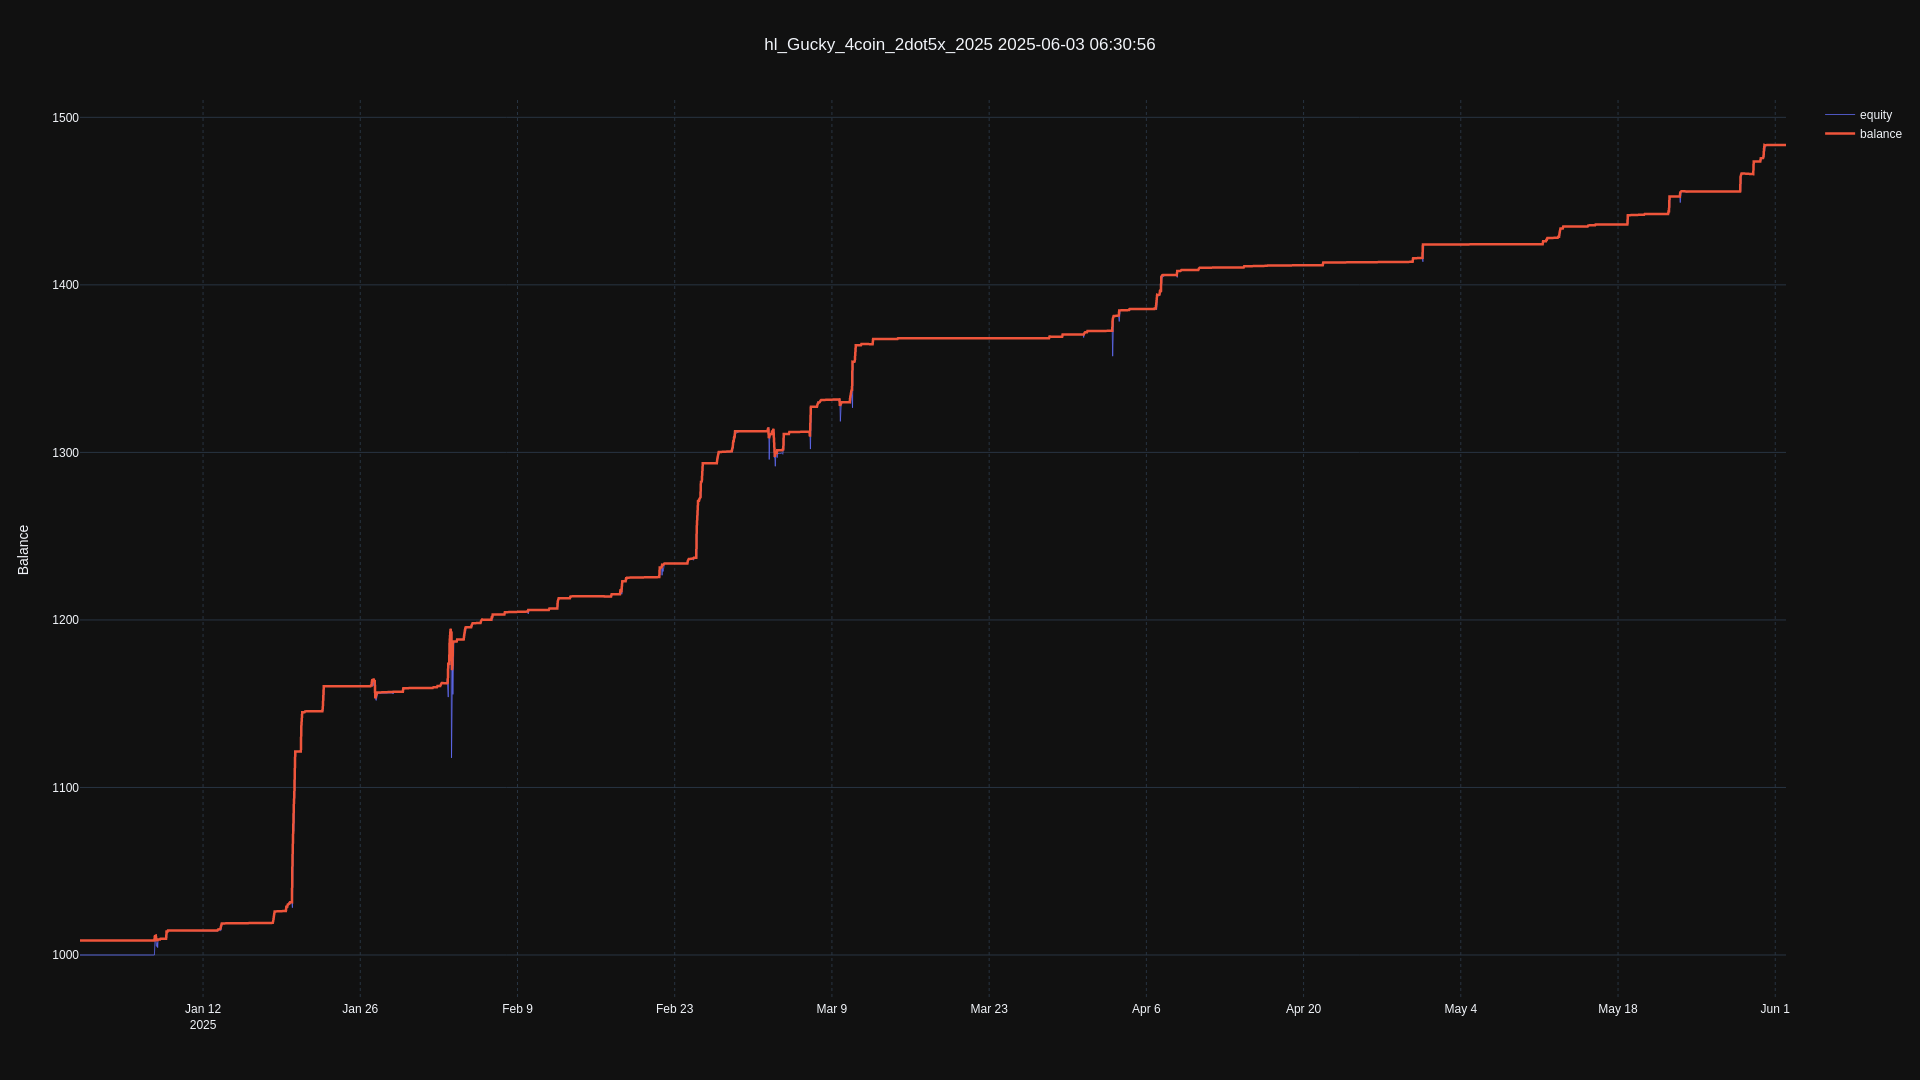 hl_Gucky_4coin_2dot5x_2025 2025-06-03 06:30:56
equity
balance
1500
1400
1300
1200
1100
1000
Balance
Jan 12
2025
Jan 26
Feb 9
Feb 23
Mar 9
Mar 23
Apr 6
Apr 20
May 4
May 18
Jun 1